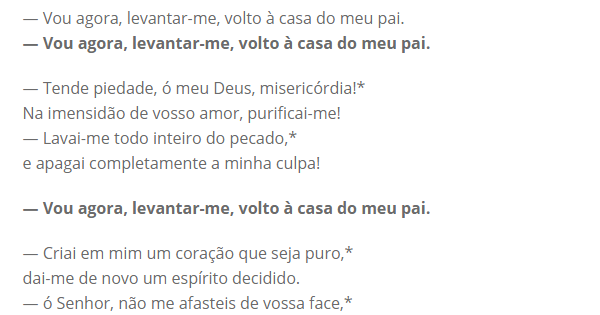 — Vou agora, levantar-me, volto à casa do meu pai.
— Vou agora, levantar-me, volto à casa do meu pai.
— Tende piedade, ó meu Deus, misericórdia!*
Na imensidão de vosso amor, purificai-me!
— Lavai-me todo inteiro do pecado,*
e apagai completamente a minha culpa!
— Vou agora, levantar-me, volto à casa do meu pai.
— Criai em mim um coração que seja puro,*
dai-me de novo um espírito decidido.
— ó Senhor, não me afasteis de vossa face,*